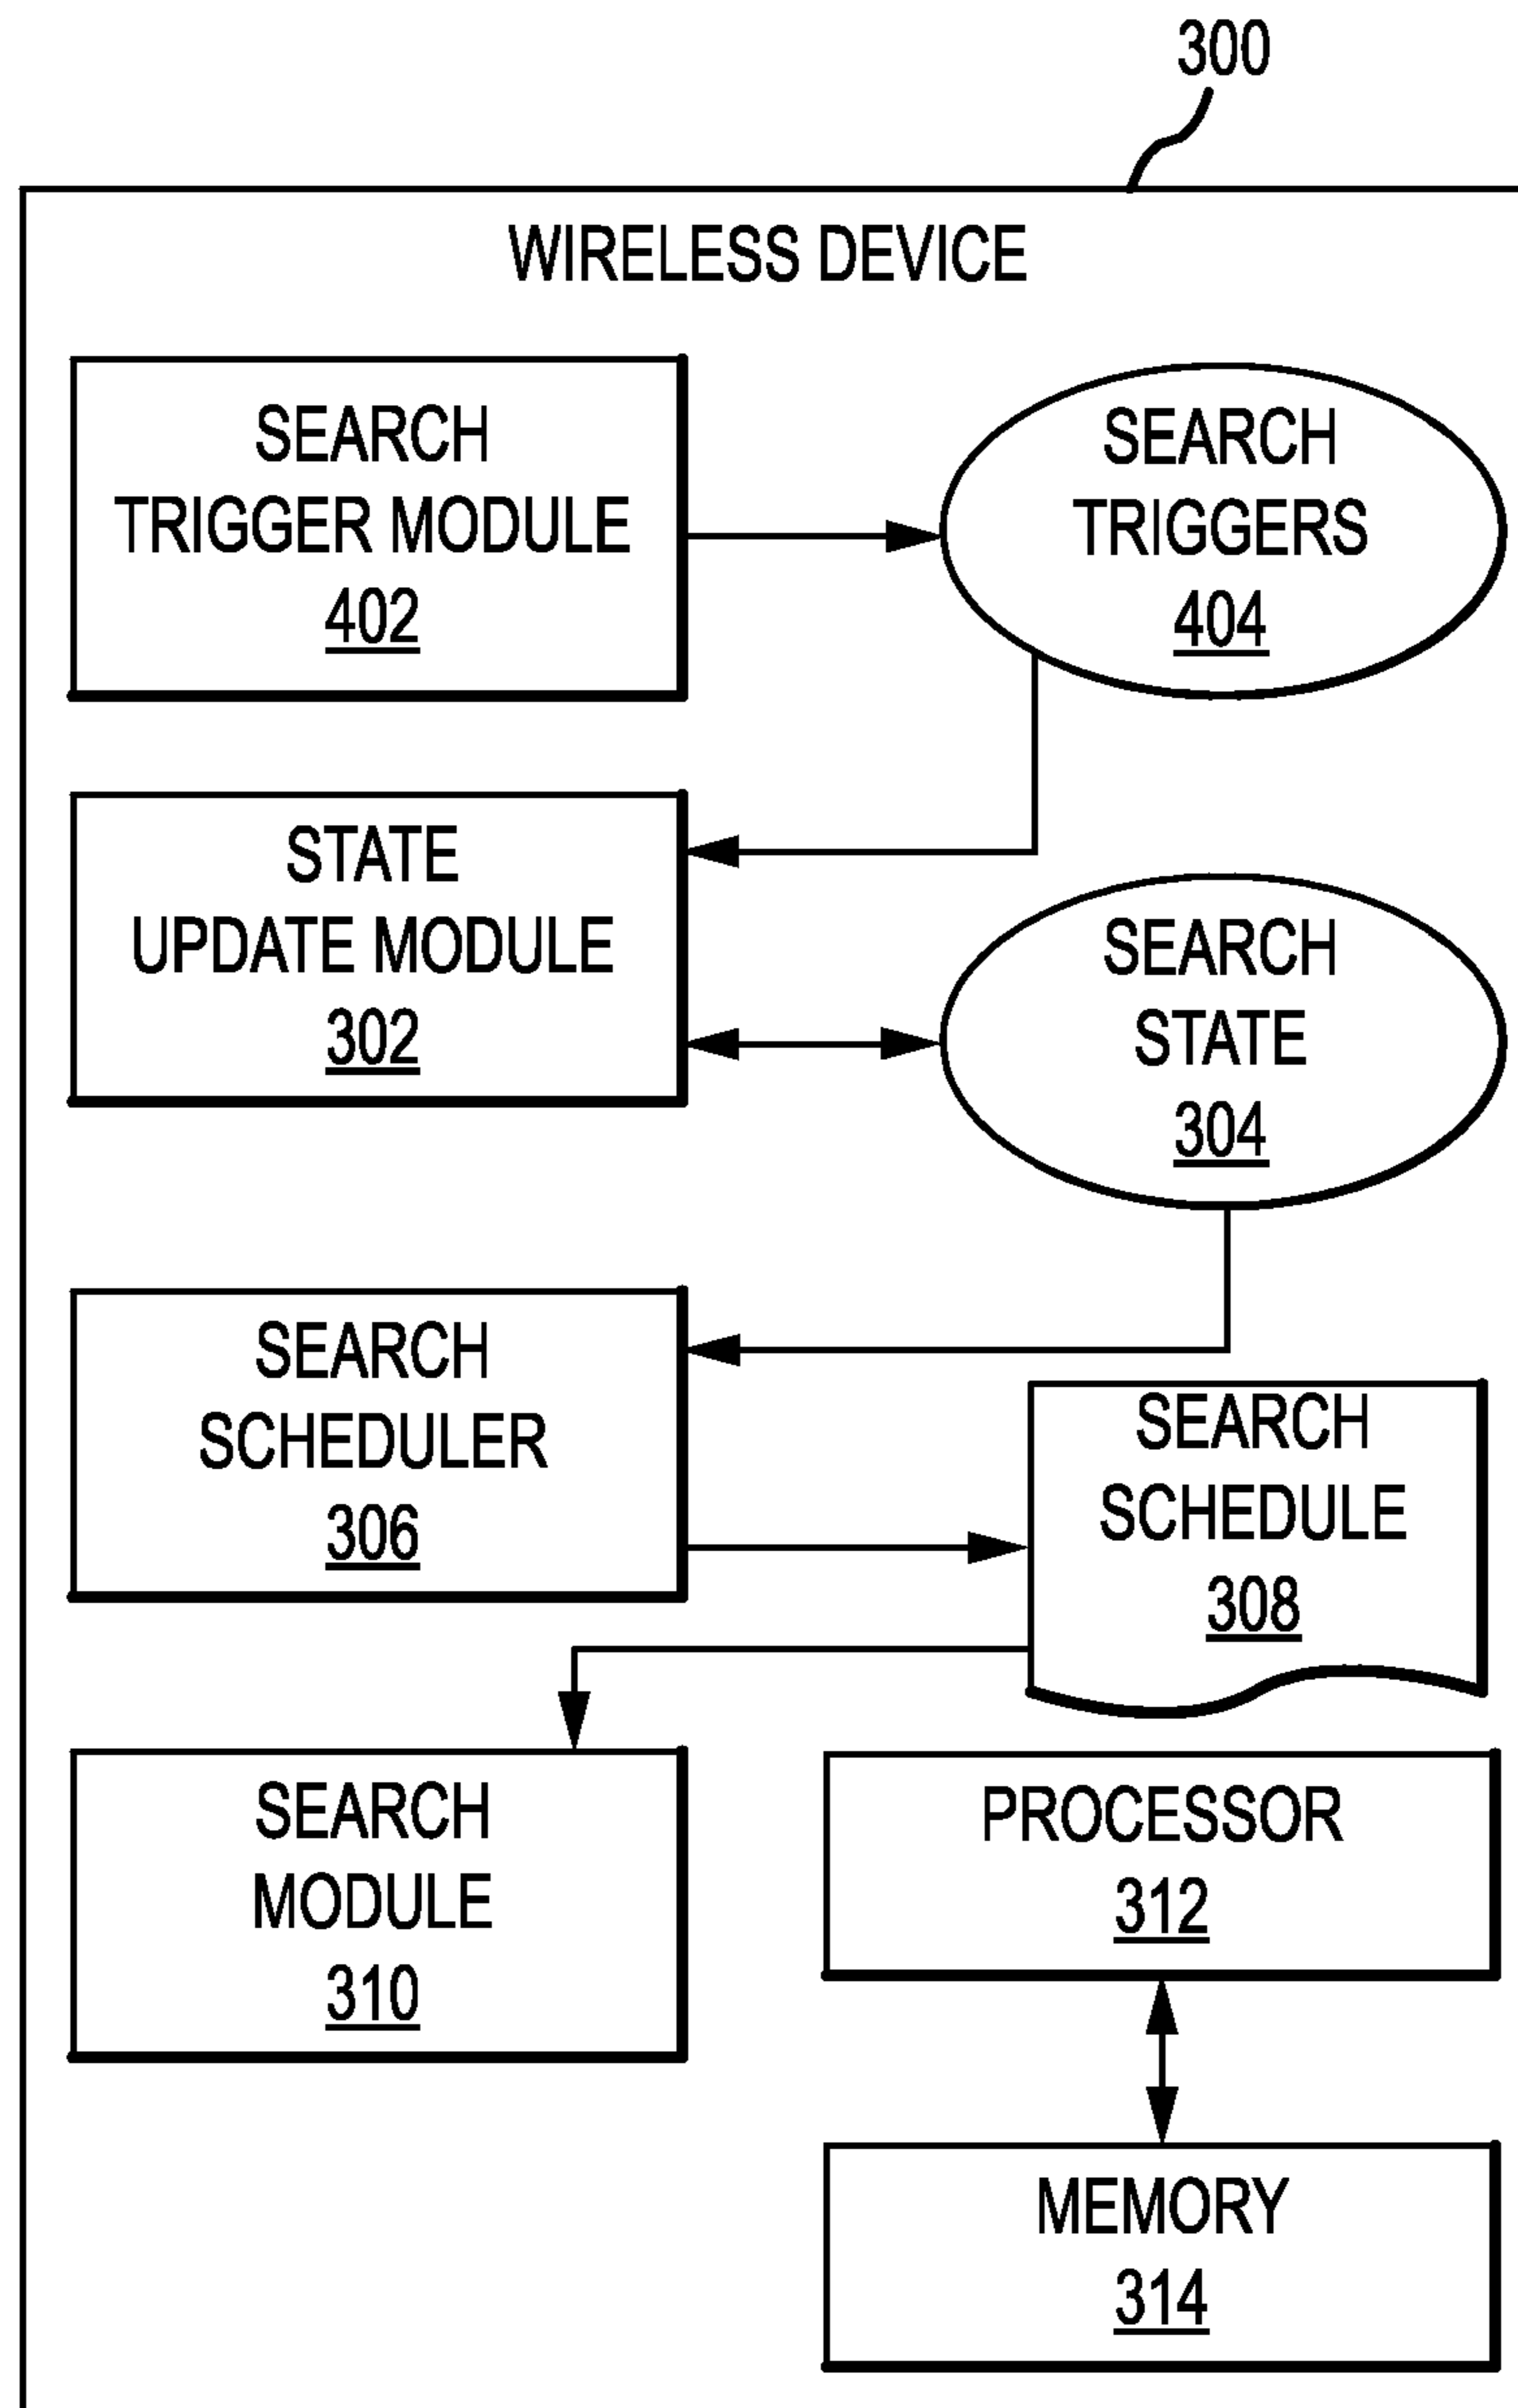 300
WIRELESS DEVICE
SEARCH
TRIGGER MODULE
402
SEARCH
TRIGGERS
404
STATE
UPDATE MODULE
302
SEARCH
STATE
304
SEARCH
SCHEDULER
306
SEARCH
SCHEDULE
308
SEARCH
MODULE
310
PROCESSOR
312
MEMORY
314